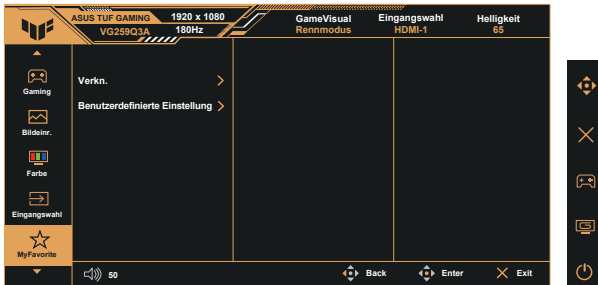 ASUS TUF GAMING 1920 x 1080 GameVisual Eingangswahl Helligkeit
VG259Q3A 180Hz Rennmodus HDMI-1 65
Gaming
Bildeinr.
Farbe
Eingangswahl
MyFavorite
Verkn.
Benutzerdefinierte Einstellung
50 Back Enter Exit